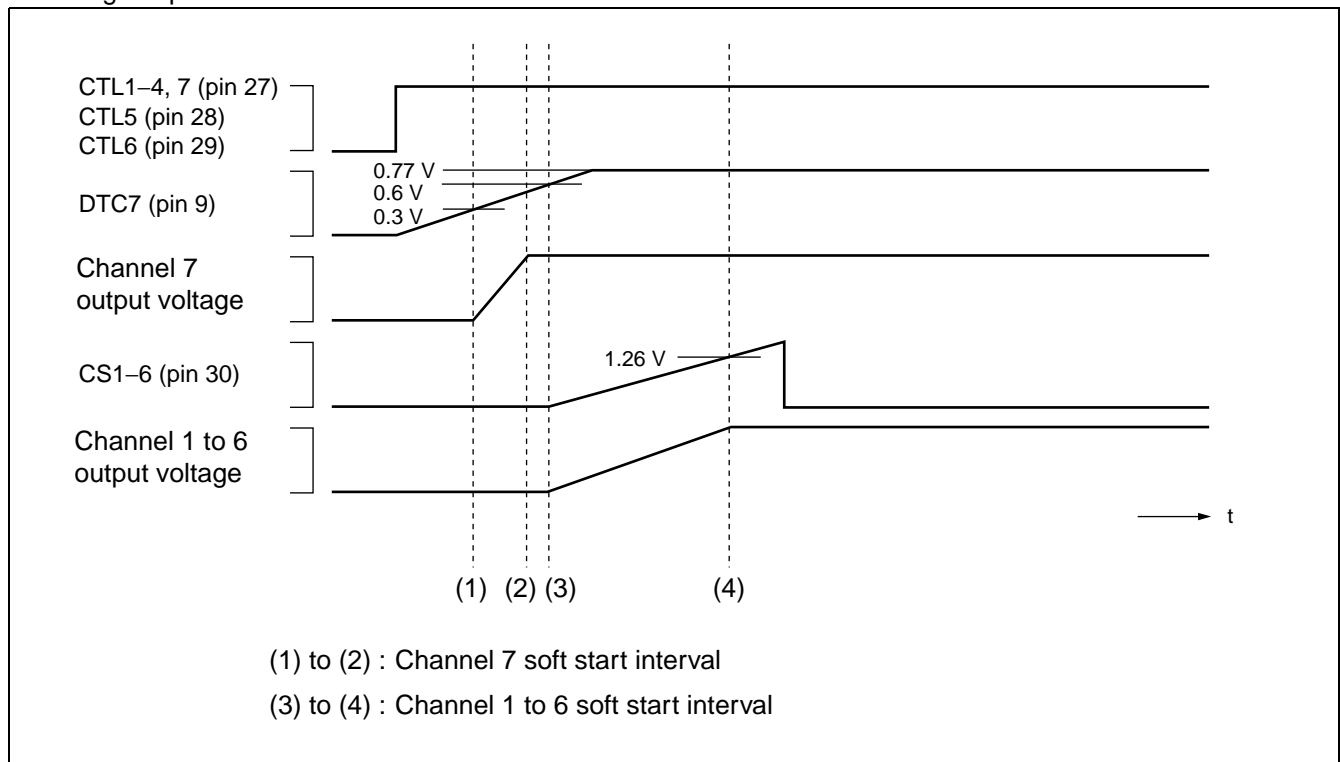 CTL1−4, 7 (pin 27)
CTL5 (pin 28)
CTL6 (pin 29)
0.77 V
0.6 V
DTC7 (pin 9)
0.3 V
Channel 7
output voltage
1.26 V
CS1−6 (pin 30)
Channel 1 to 6
output voltage
t
(1) (2) (3) (4)
(1) to (2) : Channel 7 soft start interval
(3) to (4) : Channel 1 to 6 soft start interval